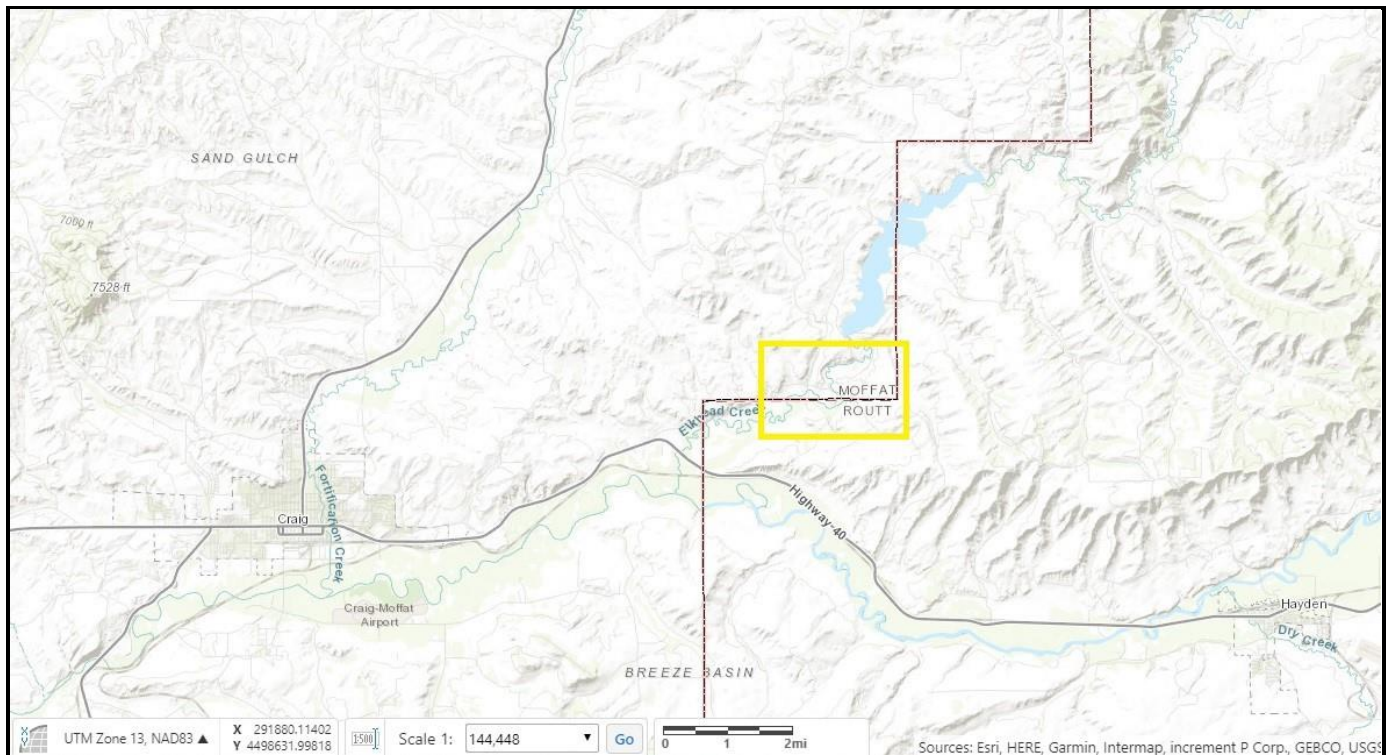 SAND GULCH
7000 ft
7528 ft
MOFFAT
ROUTT
Elkhead Creek
Highway-40
Fortification Creek
Craig
Craig-Moffat
Airport
Hayden
Dry Creek
BREEZE BASIN
UTM Zone 13, NAD83 ▲
X 291880.11402
Y 4498631.99818
1:500
Scale 1: 144,448 ▼ Go
0 1 2mi
Sources: Esri, HERE, Garmin, Intermap, increment P Corp., GEBCO, USGS